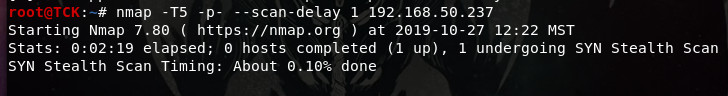 root@TCK:~# nmap -T5 -p- --scan-delay 1 192.168.50.237
Starting Nmap 7.80 ( https://nmap.org ) at 2019-10-27 12:22 MST
Stats: 0:02:19 elapsed; 0 hosts completed (1 up), 1 undergoing SYN Stealth Scan
SYN Stealth Scan Timing: About 0.10% done